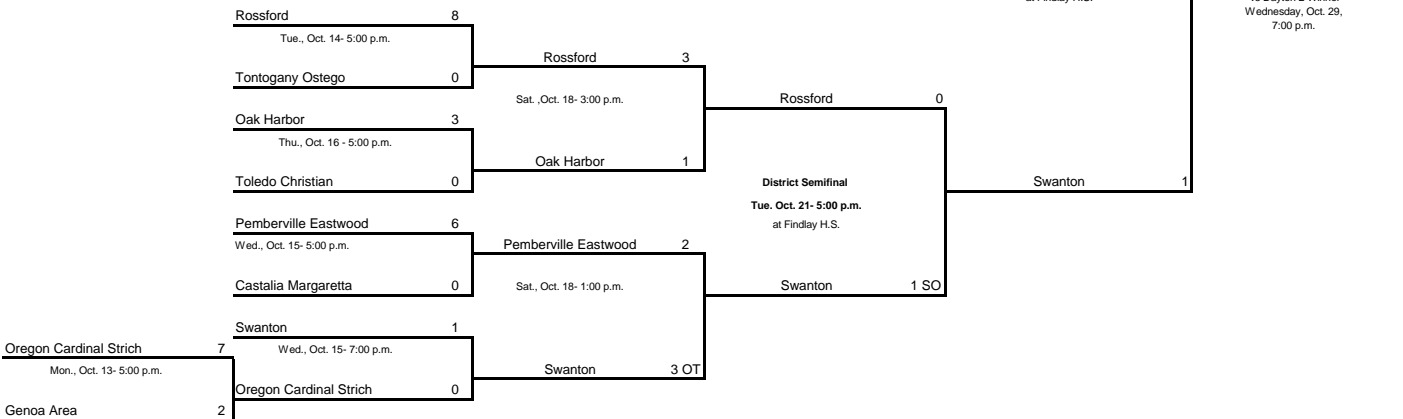 Rossford 8
Tue., Oct. 14- 5:00 p.m.
Tontogany Ostego 0
Oak Harbor 3
Thu., Oct. 16 - 5:00 p.m.
Toledo Christian 0
Pemberville Eastwood 6
Wed., Oct. 15- 5:00 p.m.
Castalia Margaretta 0
Swanton 1
Wed., Oct. 15- 7:00 p.m.
Oregon Cardinal Strich 0
Oregon Cardinal Strich 7
Mon., Oct. 13- 5:00 p.m.
Genoa Area 2
Rossford 3
Sat. ,Oct. 18- 3:00 p.m.
Oak Harbor 1
Pemberville Eastwood 2
Sat., Oct. 18- 1:00 p.m.
Swanton 3 OT
Rossford 0
District Semifinal
Tue. Oct. 21- 5:00 p.m.
at Findlay H.S.
Swanton 1 SO
at Findlay H.S.
Swanton 1
Wednesday, Oct. 29,
7:00 p.m.